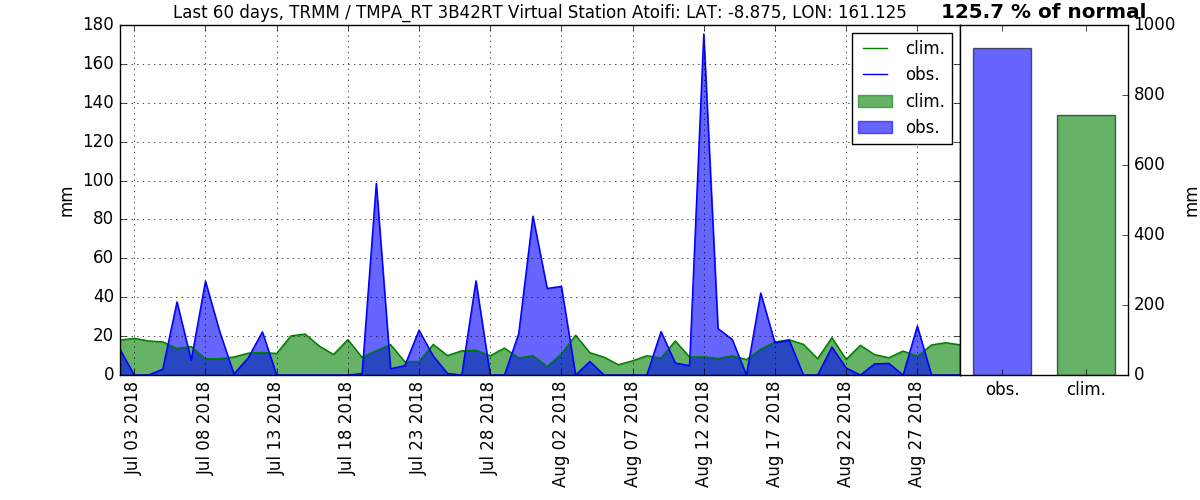 Last 60 days, TRMM / TMPA_RT 3B42RT Virtual Station Atoifi: LAT: -8.875, LON: 161.125
125.7 % of normal
180
160
140
120
100
80
60
40
20
0
mm
clim.
obs.
clim.
obs.
Jul 03 2018
Jul 08 2018
Jul 13 2018
Jul 18 2018
Jul 23 2018
Jul 28 2018
Aug 02 2018
Aug 07 2018
Aug 12 2018
Aug 17 2018
Aug 22 2018
Aug 27 2018
1000
800
600
400
200
0
mm
obs.
clim.